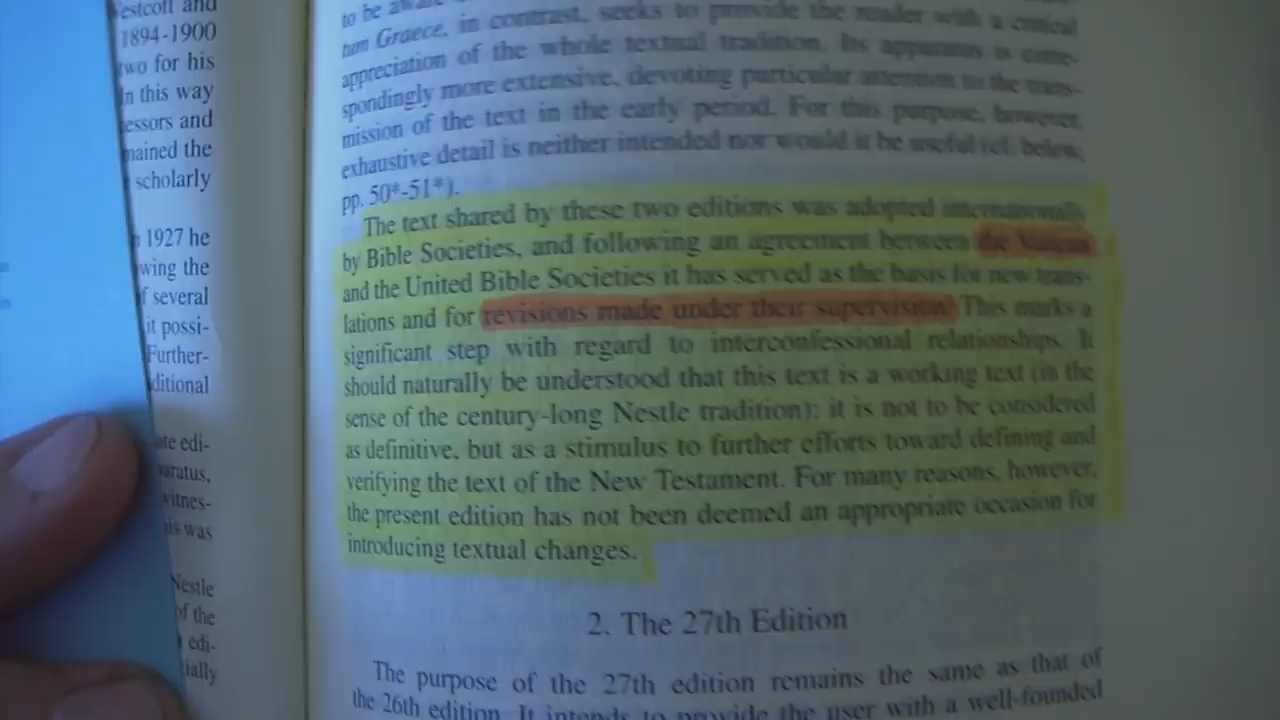 estcott and
1894-1900
two for his
In this way
essors and
mained the
scholarly
1927 he
wing the
f several
it possi-
Further-
ditional
ate edi-
paratus,
witnes-
is was
Nestle
of the
edi-
ially
to be aware
tum Graece, in contrast, seeks to provide the reader with a critical
appreciation of the whole textual tradition. Its apparatus is corre-
spondingly more extensive, devoting particular attention to the trans-
mission of the text in the early period. For this purpose, however,
exhaustive detail is neither intended nor would it be useful (cf. below,
pp. 50*-51*).
The text shared by these two editions was adopted internationally
by Bible Societies, and following an agreement between the Vatican
and the United Bible Societies it has served as the basis for new trans-
lations and for revisions made under their supervision. This marks a
significant step with regard to interconfessional relationships. It
should naturally be understood that this text is a working text (in the
sense of the century-long Nestle tradition): it is not to be considered
as definitive, but as a stimulus to further efforts toward defining and
verifying the text of the New Testament. For many reasons, however,
the present edition has not been deemed an appropriate occasion for
introducing textual changes.
2. The 27th Edition
The purpose of the 27th edition remains the same as that of
the 26th edition. It intends to provide the user with a well-founded